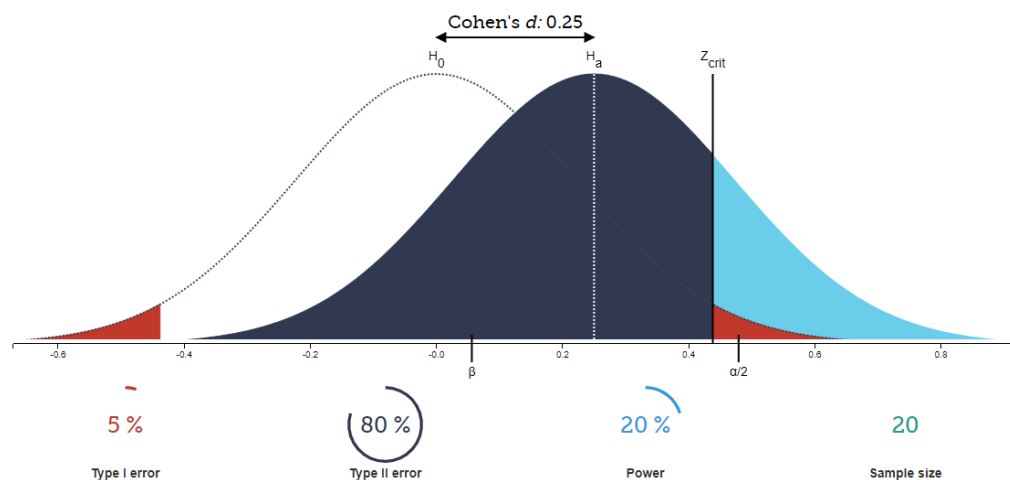 Cohen's d: 0.25
H0 Ha Zcrit
-0.6 -0.4 -0.2 -0.0 0.2 0.4 0.6 0.8
β α/2
5 % 80 % 20 % 20
Type I error Type II error Power Sample size